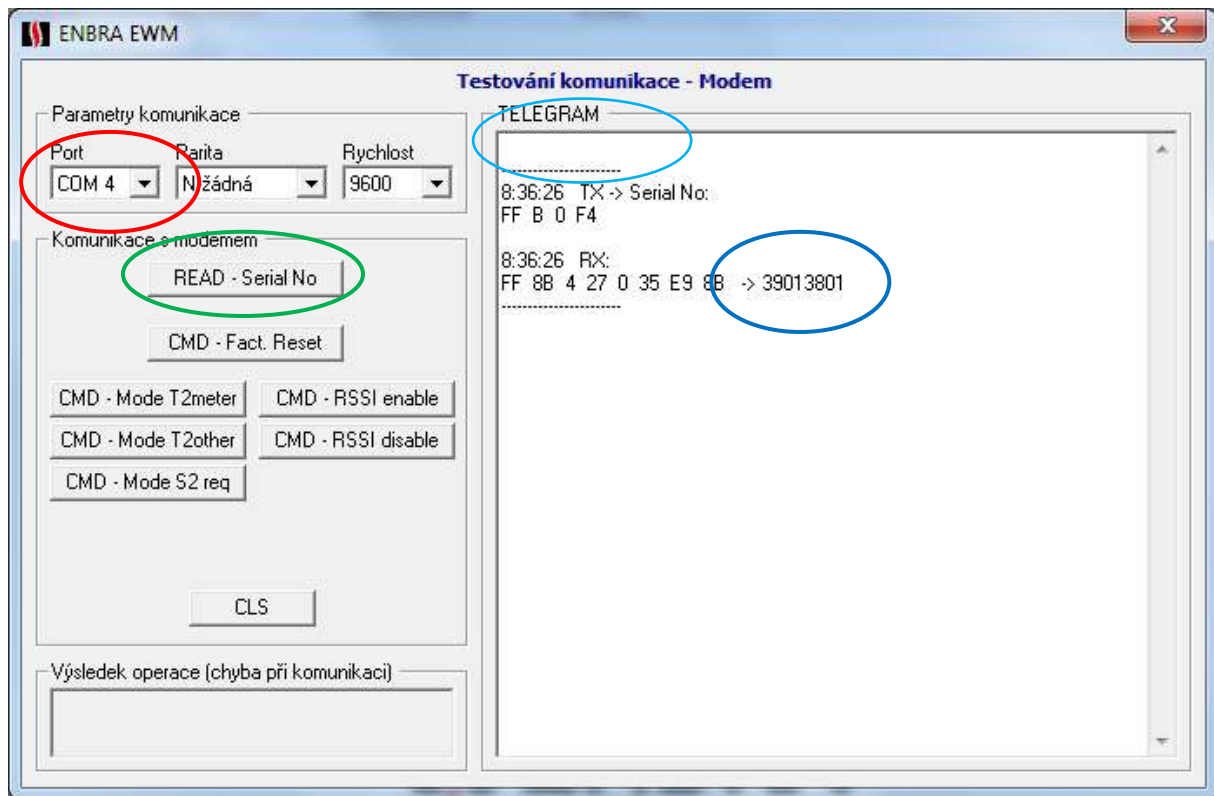 ENBRA EWM
Testování komunikace - Modem
Parametry komunikace
Port Parita Rychlost
COM 4 N žádná 9600
Komunikace s modemem
READ - Serial No
CMD - Fact. Reset
CMD - Mode T2meter CMD - RSSI enable
CMD - Mode T2other CMD - RSSI disable
CMD - Mode S2 req
CLS
Výsledek operace (chyba při komunikaci)
TELEGRAM
----------------------
8:36:26 TX -> Serial No:
FF B 0 F4
8:36:26 RX:
FF 8B 4 27 0 35 E9 8B -> 39013801
----------------------